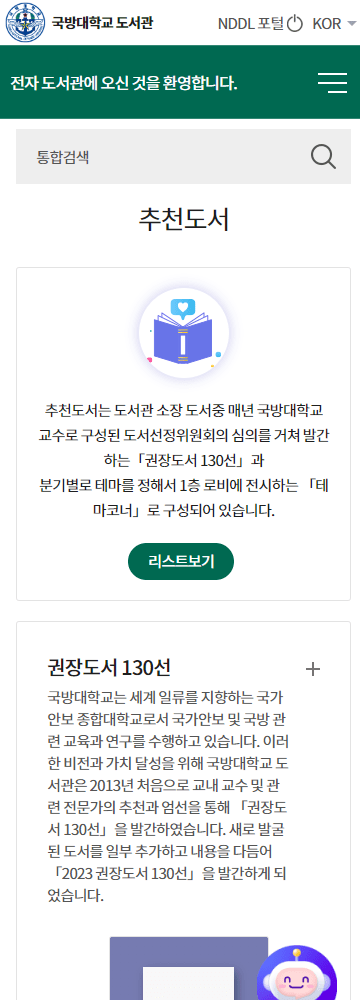 국방대학교 도서관
NDDL 포털
KOR
전자 도서관에 오신 것을 환영합니다.
통합검색
추천도서
추천도서는 도서관 소장 도서중 매년 국방대학교
교수로 구성된 도서선정위원회의 심의를 거쳐 발간
하는「권장도서 130선」과
분기별로 테마를 정해서 1층 로비에 전시하는 「테
마코너」로 구성되어 있습니다.
리스트보기
권장도서 130선
국방대학교는 세계 일류를 지향하는 국가
안보 종합대학교로서 국가안보 및 국방 관
련 교육과 연구를 수행하고 있습니다. 이러
한 비전과 가치 달성을 위해 국방대학교 도
서관은 2013년 처음으로 교내 교수 및 관
련 전문가의 추천과 엄선을 통해 「권장도
서 130선」을 발간하였습니다. 새로 발굴
된 도서를 일부 추가하고 내용을 다듬어
「2023 권장도서 130선」을 발간하게 되
었습니다.